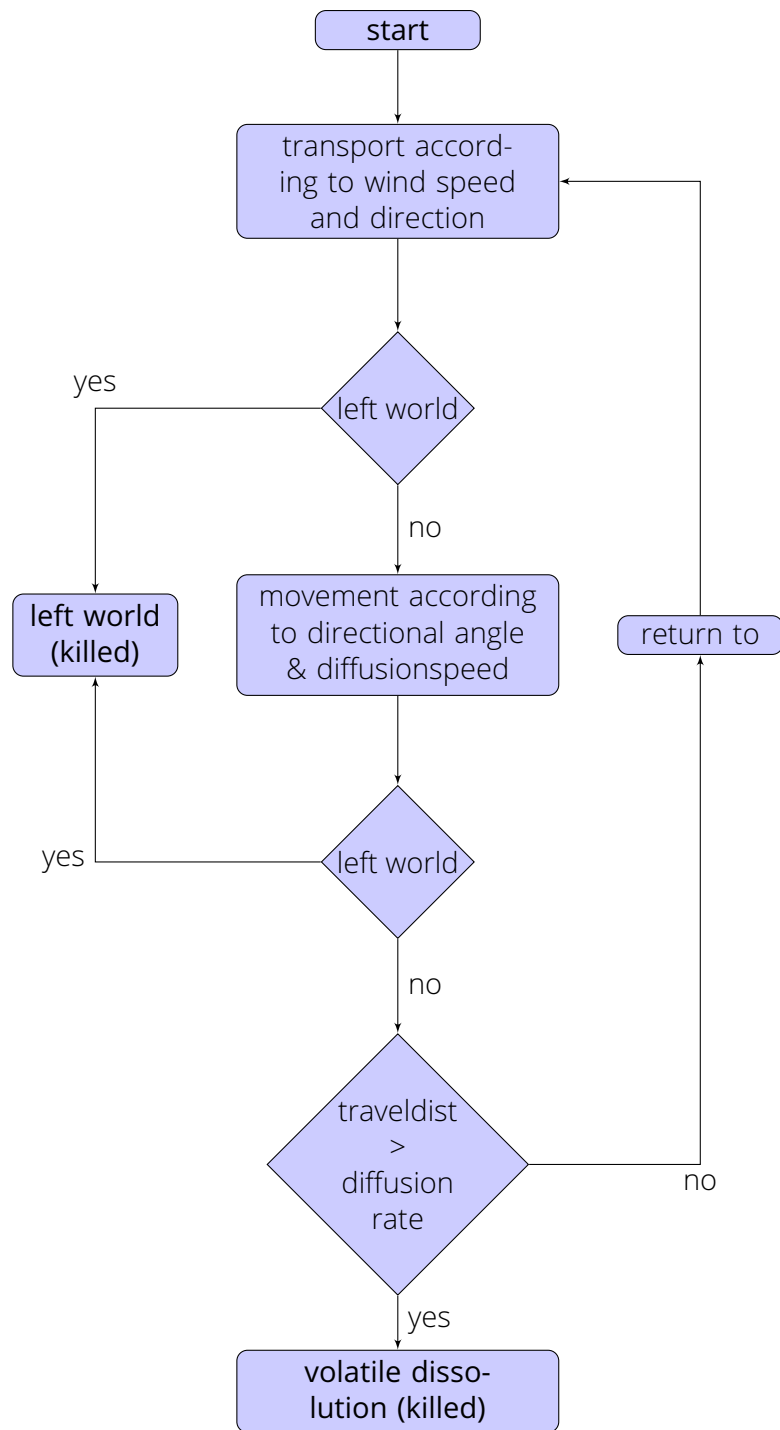 start
transport accord-
ing to wind speed
and direction
yes
left world
no
left world
(killed)
movement according
to directional angle
& diffusionspeed
return to
yes
left world
no
traveldist
>
diffusion
rate
no
yes
volatile disso-
lution (killed)